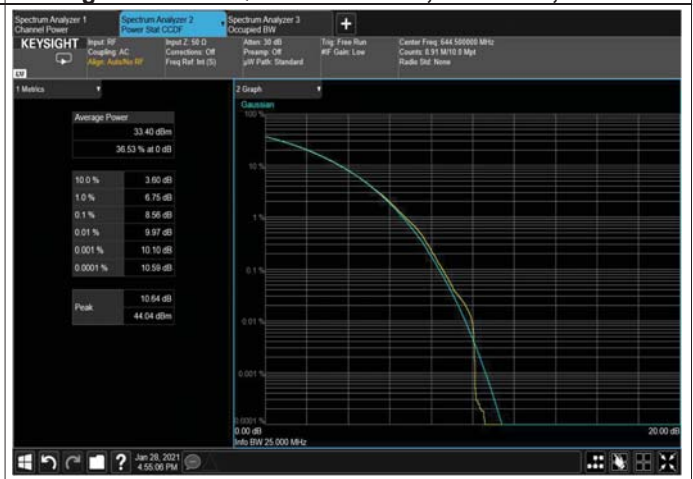 Spectrum Analyzer 1
Channel Power
Spectrum Analyzer 2
Power Stat CCDF
Spectrum Analyzer 3
Occupied BW
KEYSIGHT
Input: RF
Coupling: AC
Align: Auto/No RF
Input Z: 50 Ω
Corrections: Off
Freq Ref: Int (S)
Atten: 30 dB
Preamp: Off
µW Path: Standard
Trig: Free Run
#IF Gain: Low
Center Freq: 644.500000 MHz
Counts: 8.91 M/10.0 Mpt
Radio Std: None
1 Metrics
Average Power
33.40 dBm
36.53 % at 0 dB
10.0 % 3.60 dB
1.0 % 6.75 dB
0.1 % 8.56 dB
0.01 % 9.97 dB
0.001 % 10.10 dB
0.0001 % 10.59 dB
Peak
10.64 dB
44.04 dBm
2 Graph
Gaussian
100 %
10 %
1 %
0.1 %
0.01 %
0.001 %
0.0001 %
0.00 dB
20.00 dB
Info BW 25.000 MHz
Jan 28, 2021
4:55:06 PM